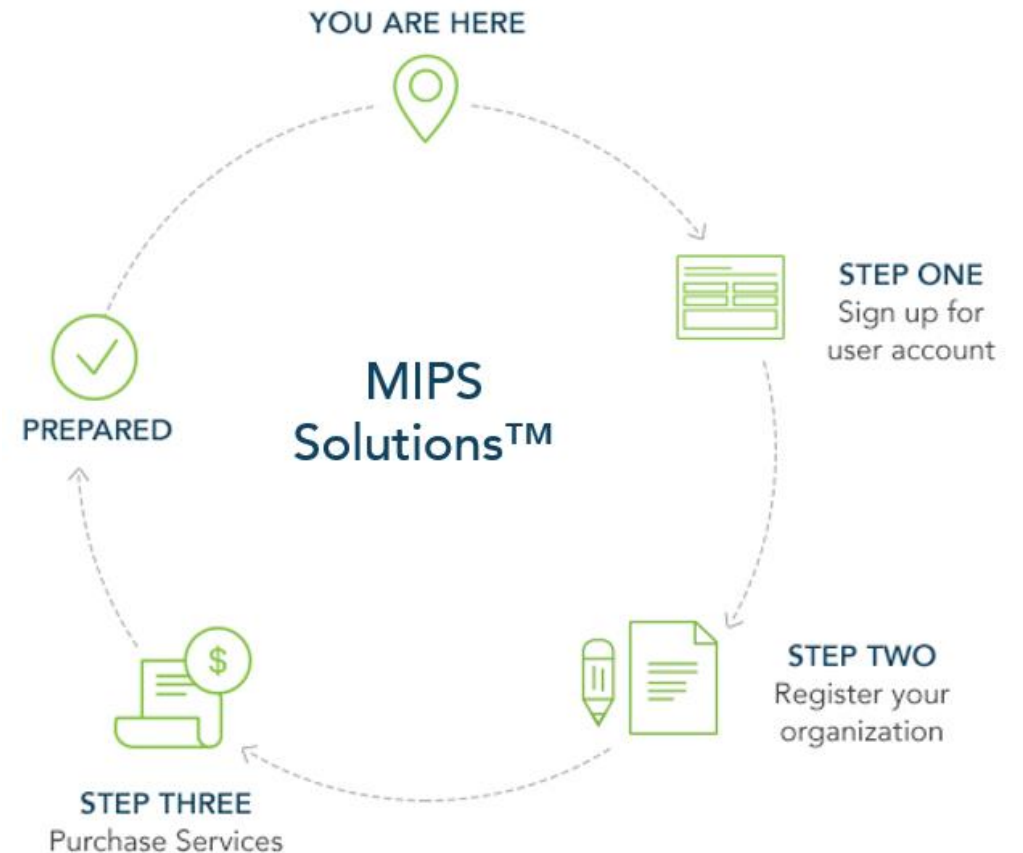 YOU ARE HERE
STEP ONE
Sign up for
user account
MIPS
Solutions™
PREPARED
$
STEP TWO
Register your
organization
STEP THREE
Purchase Services